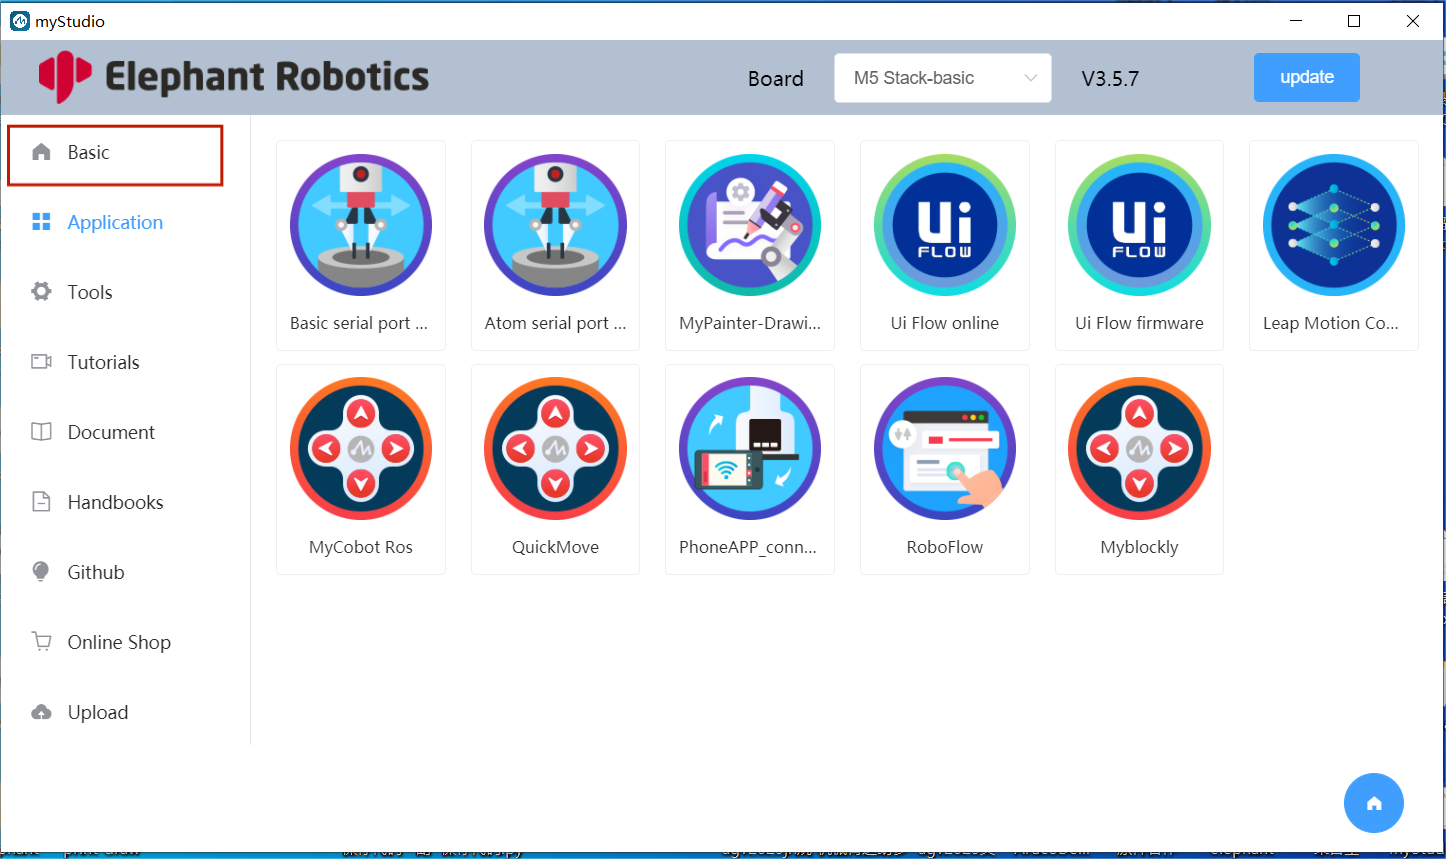 myStudio
Elephant Robotics
Board
M5 Stack-basic
V3.5.7
update
Basic
Application
Tools
Tutorials
Document
Handbooks
Github
Online Shop
Upload
Ui FLOW
Ui FLOW
Basic serial port ...
Atom serial port ...
MyPainter-Drawi...
Ui Flow online
Ui Flow firmware
Leap Motion Co...
MyCobot Ros
QuickMove
PhoneAPP_conn...
RoboFlow
Myblockly